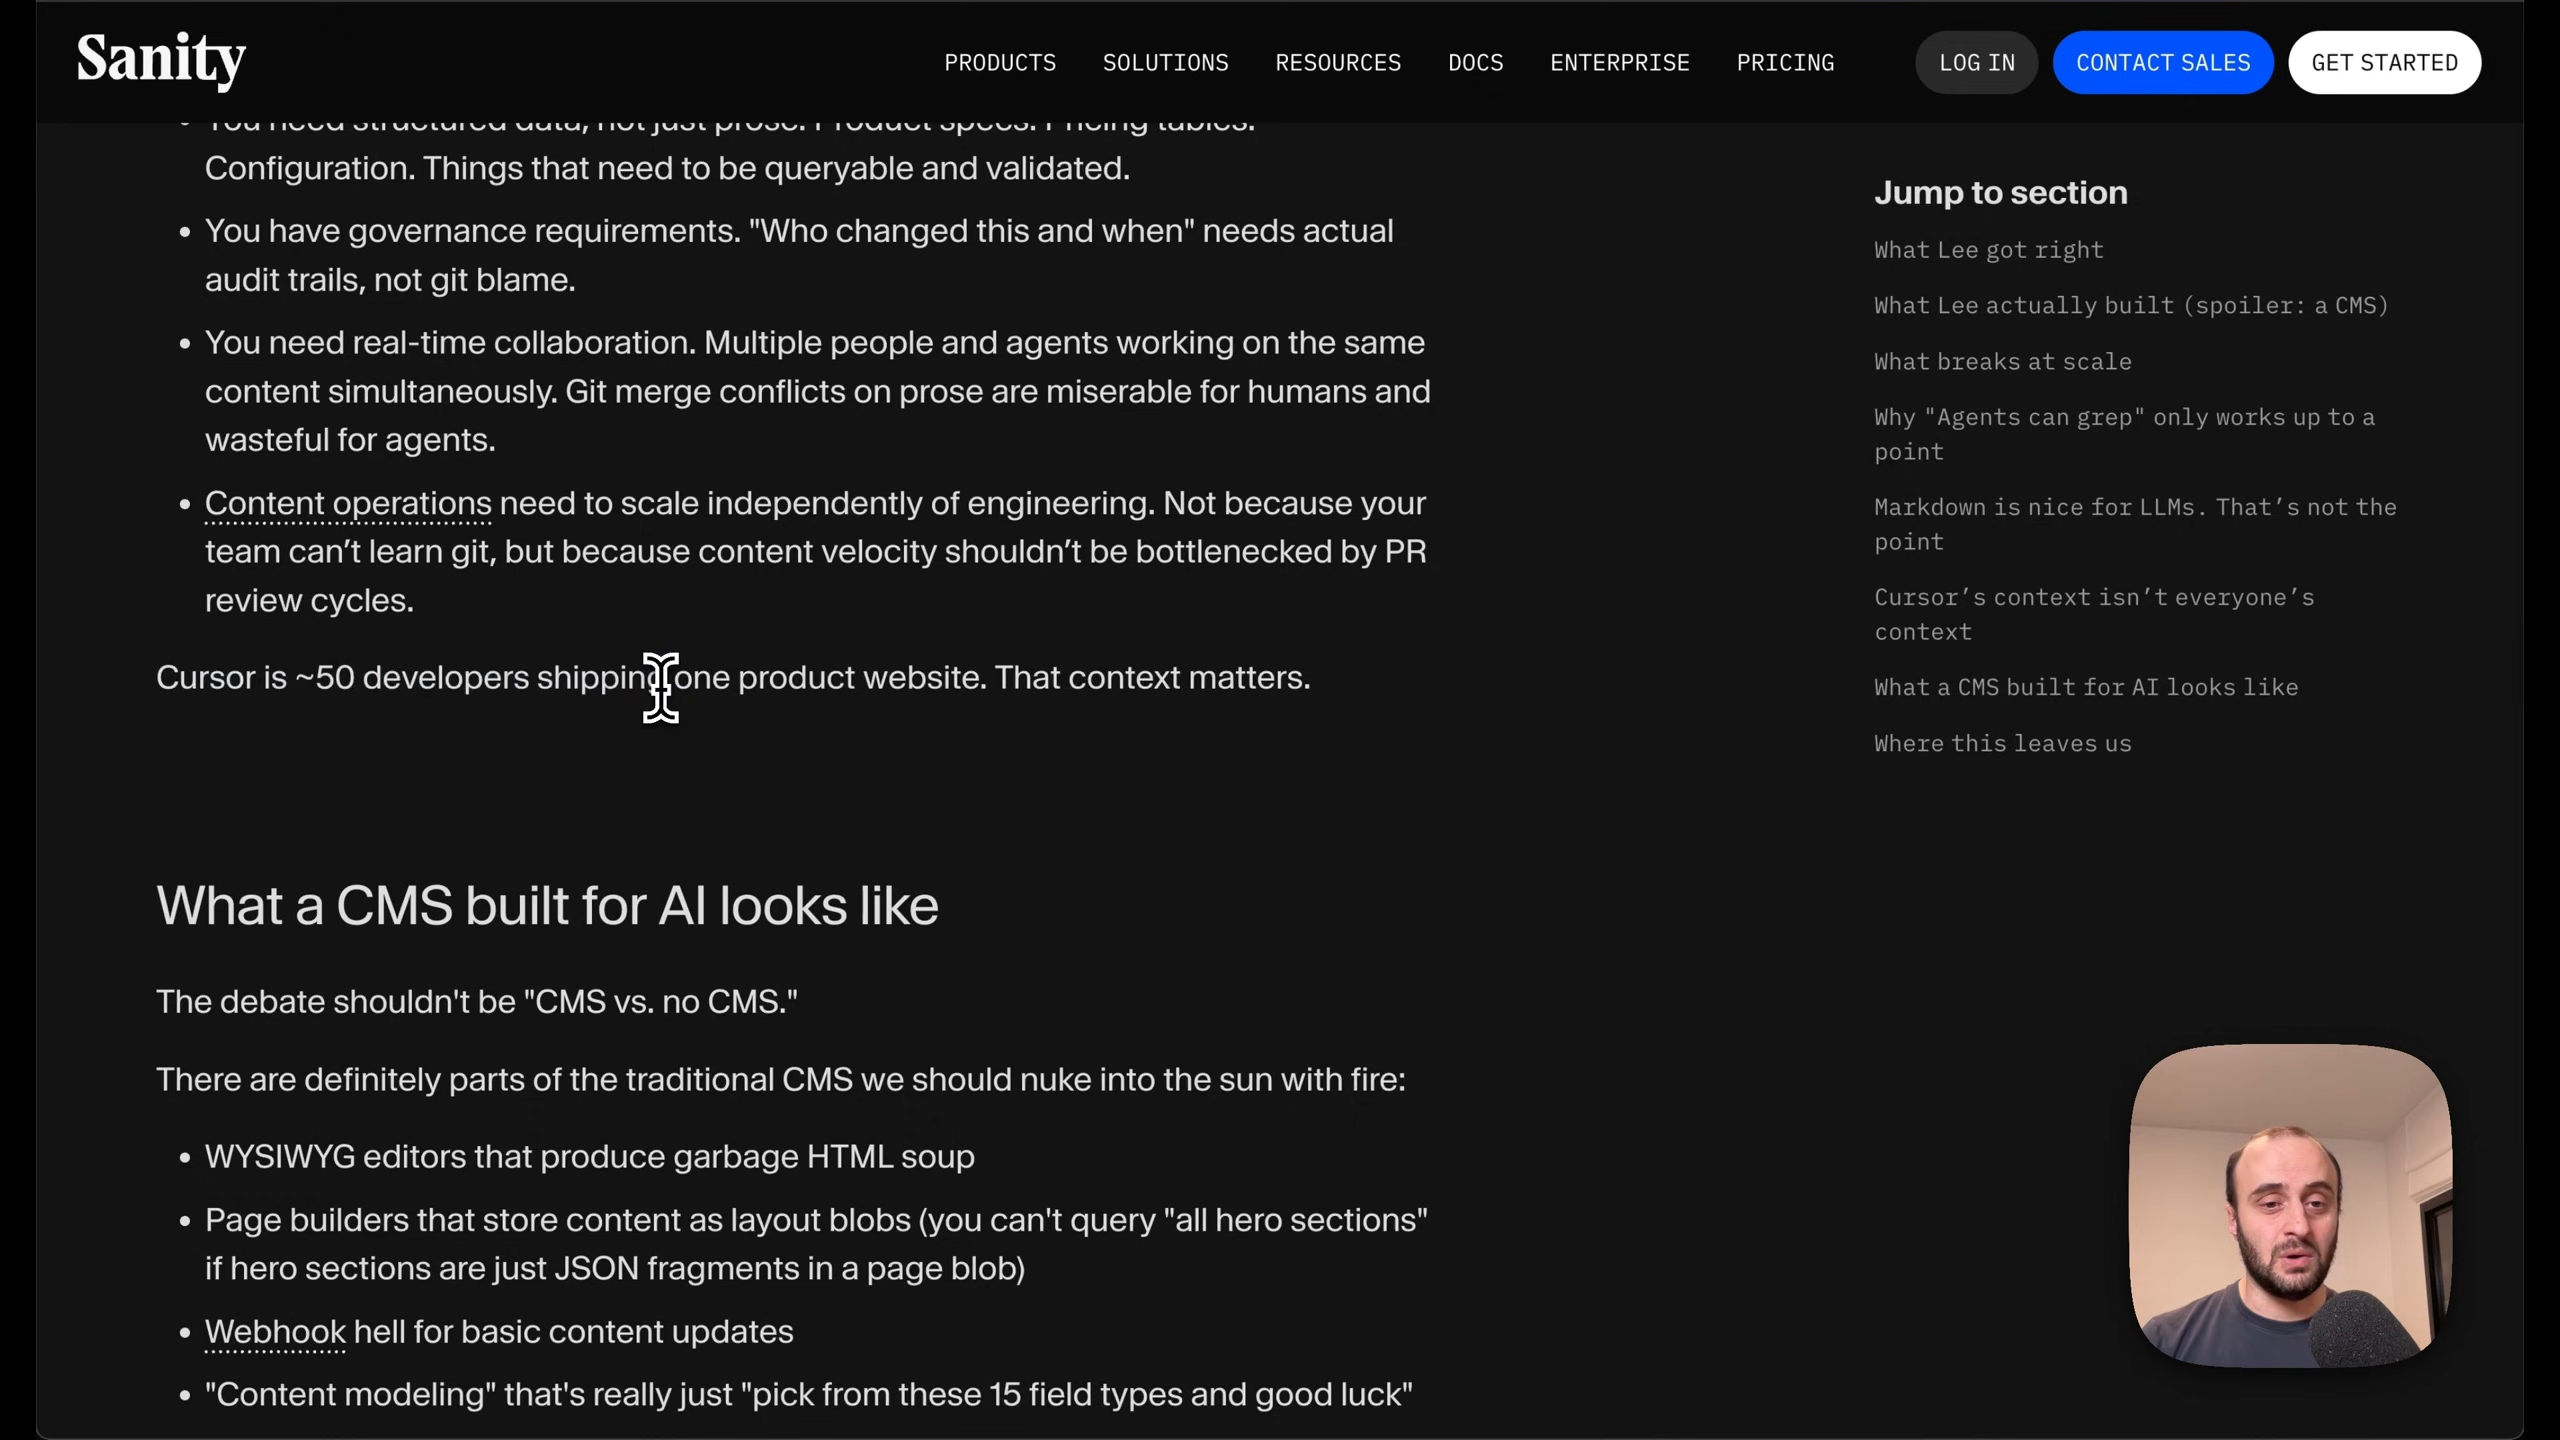 Sanity
PRODUCTS
SOLUTIONS
RESOURCES
DOCS
ENTERPRISE
PRICING
LOG IN
CONTACT SALES
GET STARTED
• You need structured data, not just prose. Product specs. Pricing tables.
Configuration. Things that need to be queryable and validated.
• You have governance requirements. "Who changed this and when" needs actual
audit trails, not git blame.
• You need real-time collaboration. Multiple people and agents working on the same
content simultaneously. Git merge conflicts on prose are miserable for humans and
wasteful for agents.
• Content operations need to scale independently of engineering. Not because your
team can’t learn git, but because content velocity shouldn’t be bottlenecked by PR
review cycles.
Cursor is ~50 developers shipping one product website. That context matters.
What a CMS built for AI looks like
The debate shouldn't be "CMS vs. no CMS."
There are definitely parts of the traditional CMS we should nuke into the sun with fire:
• WYSIWYG editors that produce garbage HTML soup
• Page builders that store content as layout blobs (you can't query "all hero sections"
if hero sections are just JSON fragments in a page blob)
• Webhook hell for basic content updates
• "Content modeling" that's really just "pick from these 15 field types and good luck"
Jump to section
What Lee got right
What Lee actually built (spoiler: a CMS)
What breaks at scale
Why "Agents can grep" only works up to a
point
Markdown is nice for LLMs. That’s not the
point
Cursor’s context isn’t everyone’s
context
What a CMS built for AI looks like
Where this leaves us